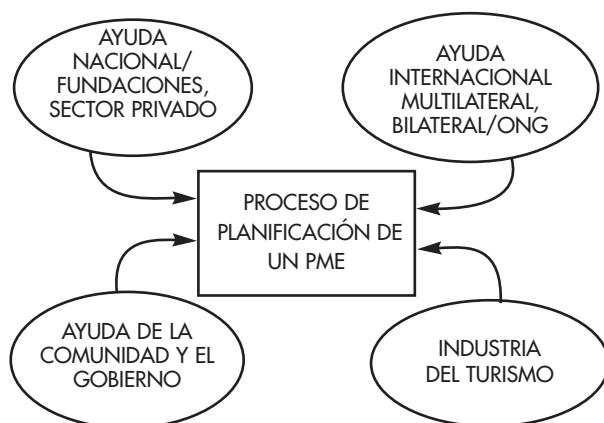 AYUDA
NACIONAL/
FUNDACIONES,
SECTOR PRIVADO
AYUDA
INTERNACIONAL
MULTILATERAL,
BILATERAL/ONG
PROCESO DE
PLANIFICACIÓN DE
UN PME
AYUDA DE LA
COMUNIDAD Y EL
GOBIERNO
INDUSTRIA
DEL TURISMO